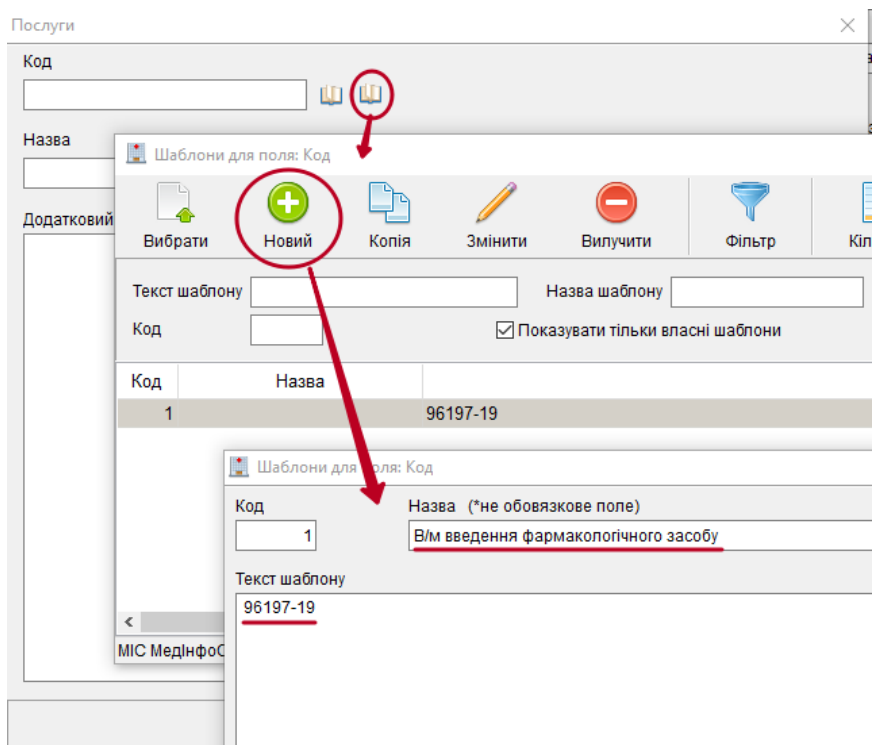 Послуги
Код
Назва
Додатковий
Шаблони для поля: Код
Вибрати Новий Копія Змінити Вилучити Фільтр
Текст шаблону Назва шаблону
Код Показувати тільки власні шаблони
Код Назва
1 96197-19
Шаблони для поля: Код
Код Назва (*не обовязкове поле)
1 В/м введення фармакологічного засобу
Текст шаблону
96197-19
МІС МедІнфоС